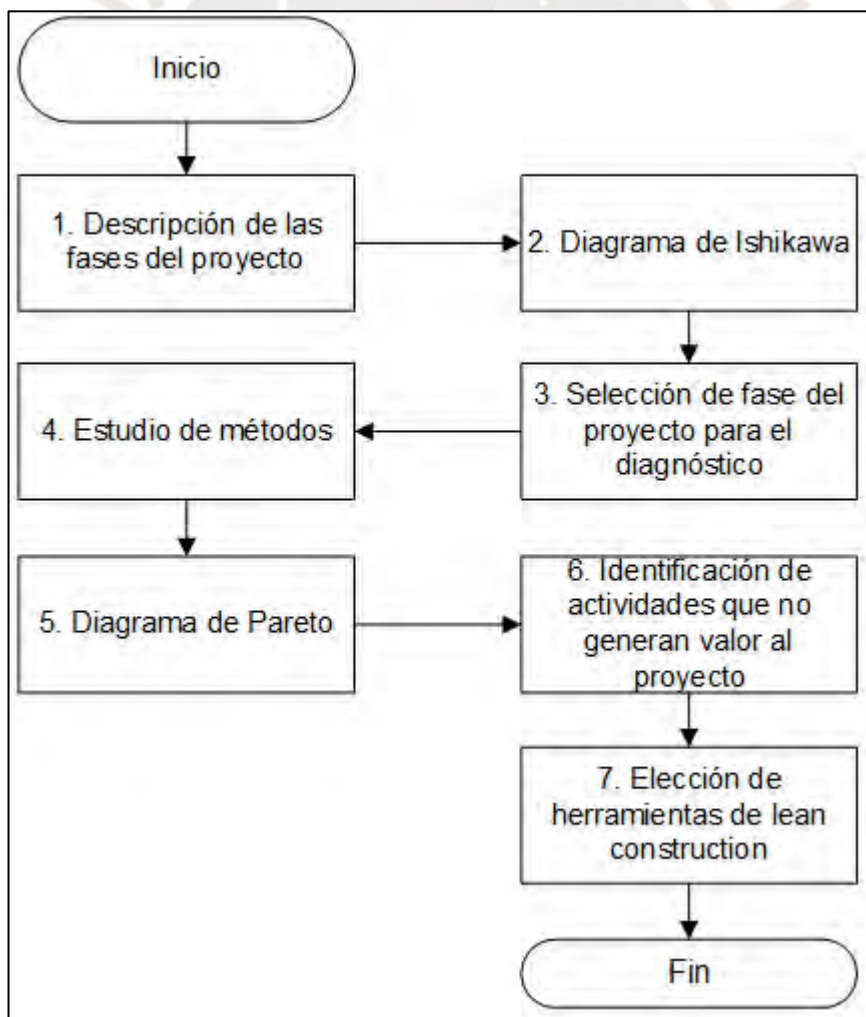 Inicio
1. Descripción de las
fases del proyecto
2. Diagrama de Ishikawa
3. Selección de fase del
proyecto para el
diagnóstico
4. Estudio de métodos
5. Diagrama de Pareto
6. Identificación de
actividades que no
generan valor al
proyecto
7. Elección de
herramientas de lean
construction
Fin